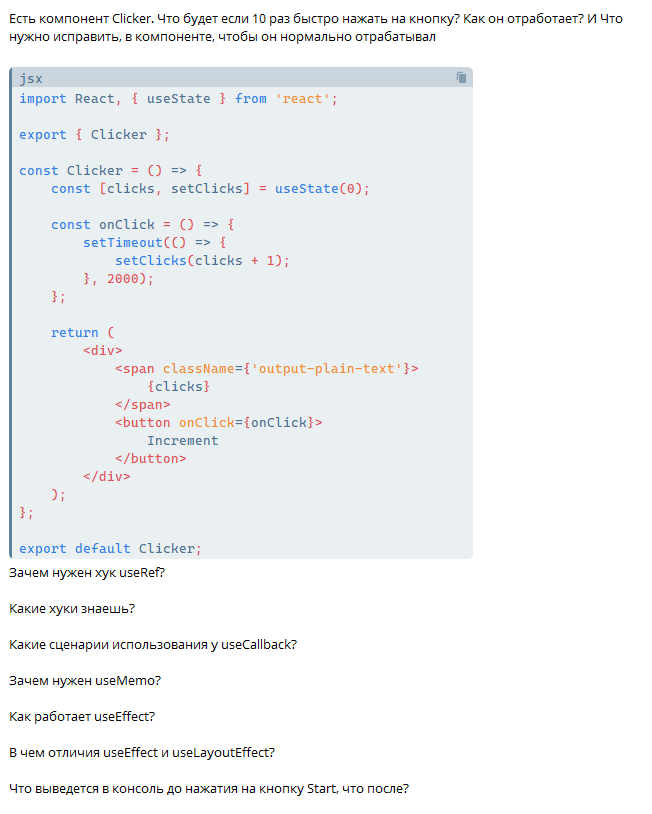 Есть компонент Clicker. Что будет если 10 раз быстро нажать на кнопку? Как он отработает? И Что
нужно исправить, в компоненте, чтобы он нормально отрабатывал
jsx
import React, { useState } from 'react';
export { Clicker };
const Clicker = () => {
    const [clicks, setClicks] = useState(0);
    const onClick = () => {
        setTimeout(() => {
            setClicks(clicks + 1);
        }, 2000);
    };
    return (
        <div>
            <span className={'output-plain-text'}>
                {clicks}
            </span>
            <button onClick={onClick}>
                Increment
            </button>
        </div>
    );
};
export default Clicker;
Зачем нужен хук useRef?
Какие хуки знаешь?
Какие сценарии использования у useCallback?
Зачем нужен useMemo?
Как работает useEffect?
В чем отличия useEffect и useLayoutEffect?
Что выведется в консоль до нажатия на кнопку Start, что после?